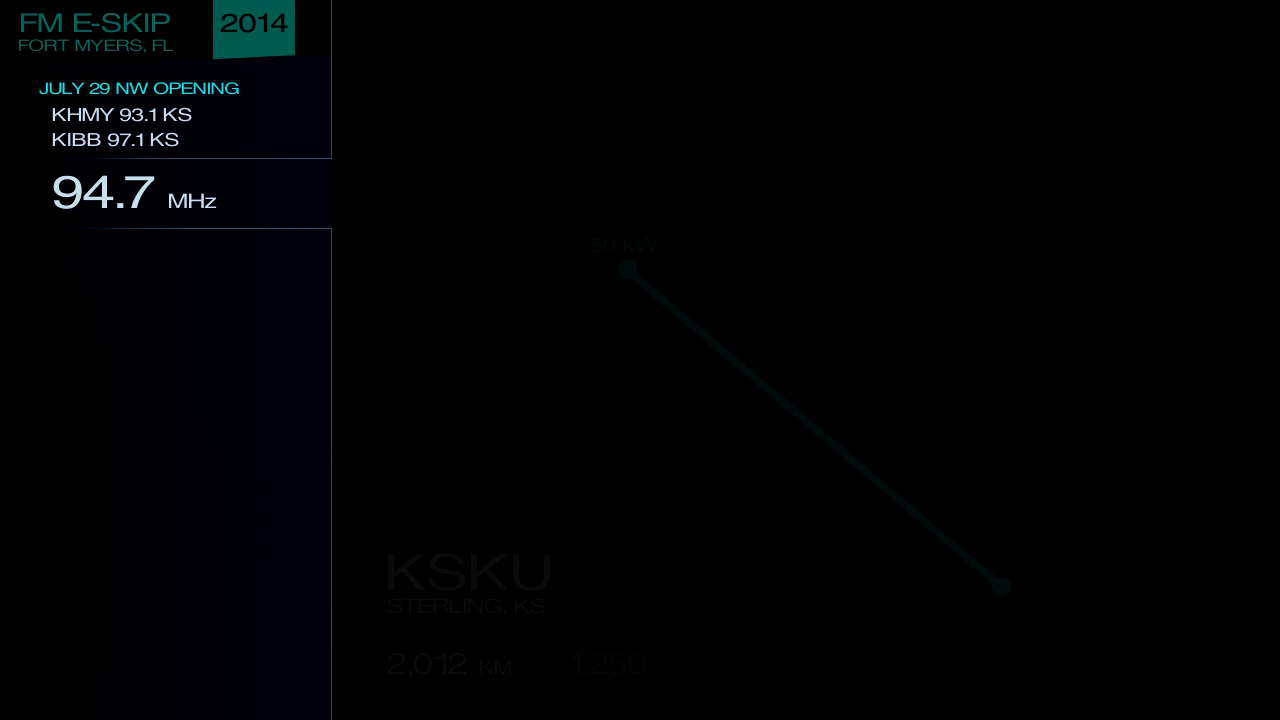 FM E-SKIP
FORT MYERS, FL
2014
JULY 29 NW OPENING
KHMY 93.1 KS
KIBB 97.1 KS
94.7 MHz
50 kW
KSKU
STERLING, KS
2,012 KM 1,250 MI